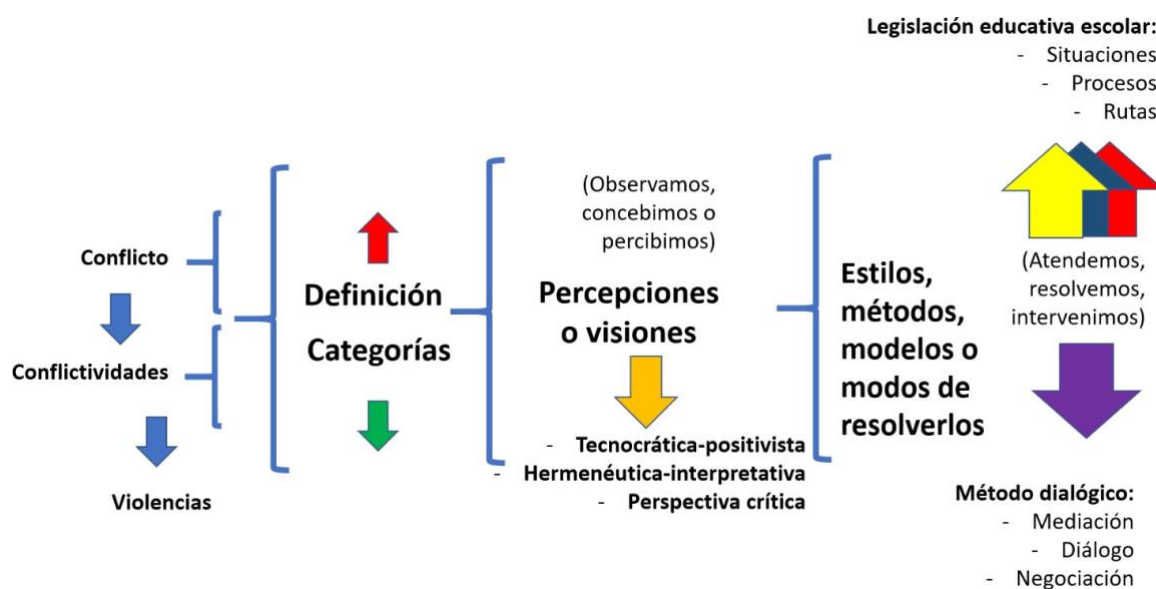 Conflicto
Conflictividades
Violencias
Definición
Categorías
(Observamos,
concebimos o
percibimos)
Percepciones
o visiones
- Tecnocrática-positivista
- Hermenéutica-interpretativa
- Perspectiva crítica
Estilos,
métodos,
modelos o
modos de
resolverlos
Legislación educativa escolar:
- Situaciones
- Procesos
- Rutas
(Atendemos,
resolvemos,
intervenimos)
Método dialógico:
- Mediación
- Diálogo
- Negociación